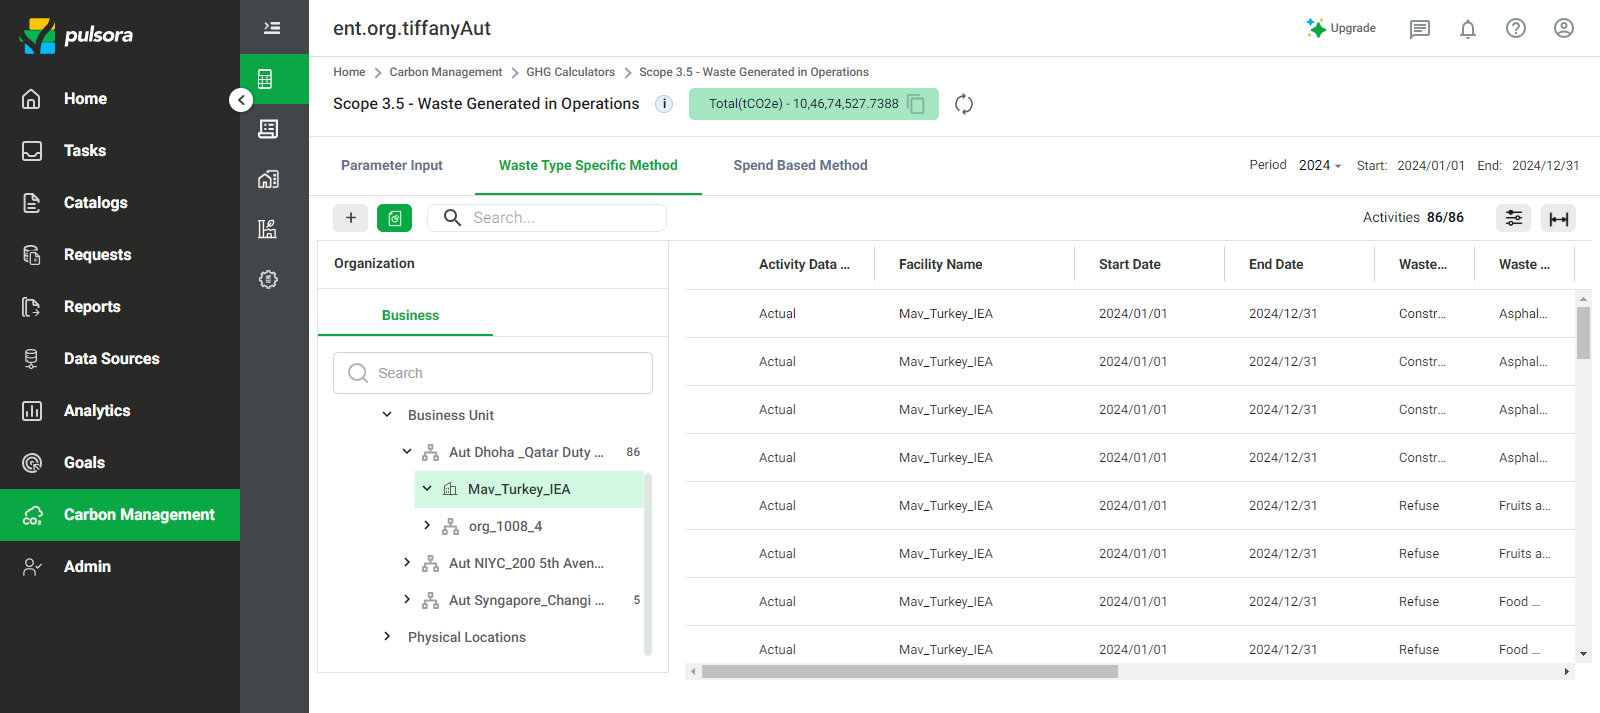 pulsora
Home
Tasks
Catalogs
Requests
Reports
Data Sources
Analytics
Goals
Carbon Management
Admin
ent.org.tiffanyAut
Upgrade
Home > Carbon Management > GHG Calculators > Scope 3.5 - Waste Generated in Operations
Scope 3.5 - Waste Generated in Operations i Total(tCO2e) - 10,46,74,527.7388
Parameter Input Waste Type Specific Method Spend Based Method Period 2024 Start: 2024/01/01 End: 2024/12/31
+ Search... Activities 86/86
Organization
Business
Search
Business Unit
Aut Dhoha _Qatar Duty ... 86
Mav_Turkey_IEA
org_1008_4
Aut NIYC_200 5th Aven...
Aut Syngapore_Changi ... 5
Physical Locations
Activity Data ... Facility Name Start Date End Date Waste... Waste ...
Actual Mav_Turkey_IEA 2024/01/01 2024/12/31 Constr... Asphal...
Actual Mav_Turkey_IEA 2024/01/01 2024/12/31 Constr... Asphal...
Actual Mav_Turkey_IEA 2024/01/01 2024/12/31 Constr... Asphal...
Actual Mav_Turkey_IEA 2024/01/01 2024/12/31 Constr... Asphal...
Actual Mav_Turkey_IEA 2024/01/01 2024/12/31 Refuse Fruits a...
Actual Mav_Turkey_IEA 2024/01/01 2024/12/31 Refuse Fruits a...
Actual Mav_Turkey_IEA 2024/01/01 2024/12/31 Refuse Food ...
Actual Mav_Turkey_IEA 2024/01/01 2024/12/31 Refuse Food ...